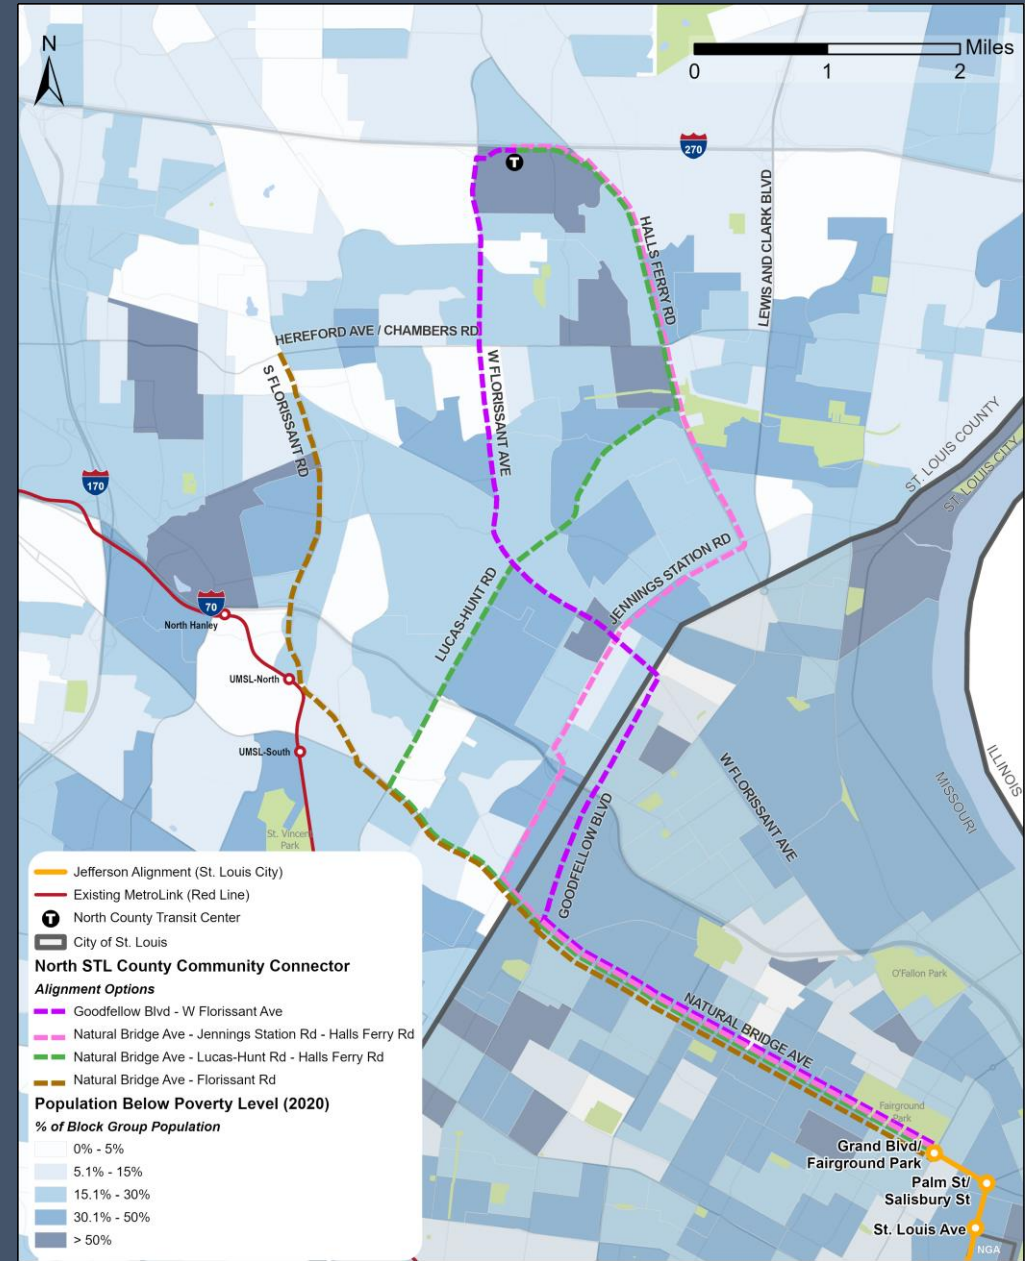 N
Miles
0 1 2
270
LEWIS AND CLARK BLVD
HALLS FERRY RD
HEREFORD AVE / CHAMBERS RD
S FLORISSANT RD
W FLORISSANT AVE
ST. LOUIS COUNTY
ST. LOUIS CITY
170
JENNINGS STATION RD
LUCAS-HUNT RD
70
North Hanley
UMSL-North
UMSL-South
W FLORISSANT AVE
ILLINOIS
MISSOURI
GOODFELLOW BLVD
St. Vincent
Park
O'Fallon Park
NATURAL BRIDGE AVE
Fairground
Park
Grand Blvd/
Fairground Park
Palm St/
Salisbury St
St. Louis Ave
NGA
T
Jefferson Alignment (St. Louis City)
Existing MetroLink (Red Line)
T North County Transit Center
City of St. Louis
North STL County Community Connector
Alignment Options
Goodfellow Blvd - W Florissant Ave
Natural Bridge Ave - Jennings Station Rd - Halls Ferry Rd
Natural Bridge Ave - Lucas-Hunt Rd - Halls Ferry Rd
Natural Bridge Ave - Florissant Rd
Population Below Poverty Level (2020)
% of Block Group Population
0% - 5%
5.1% - 15%
15.1% - 30%
30.1% - 50%
> 50%